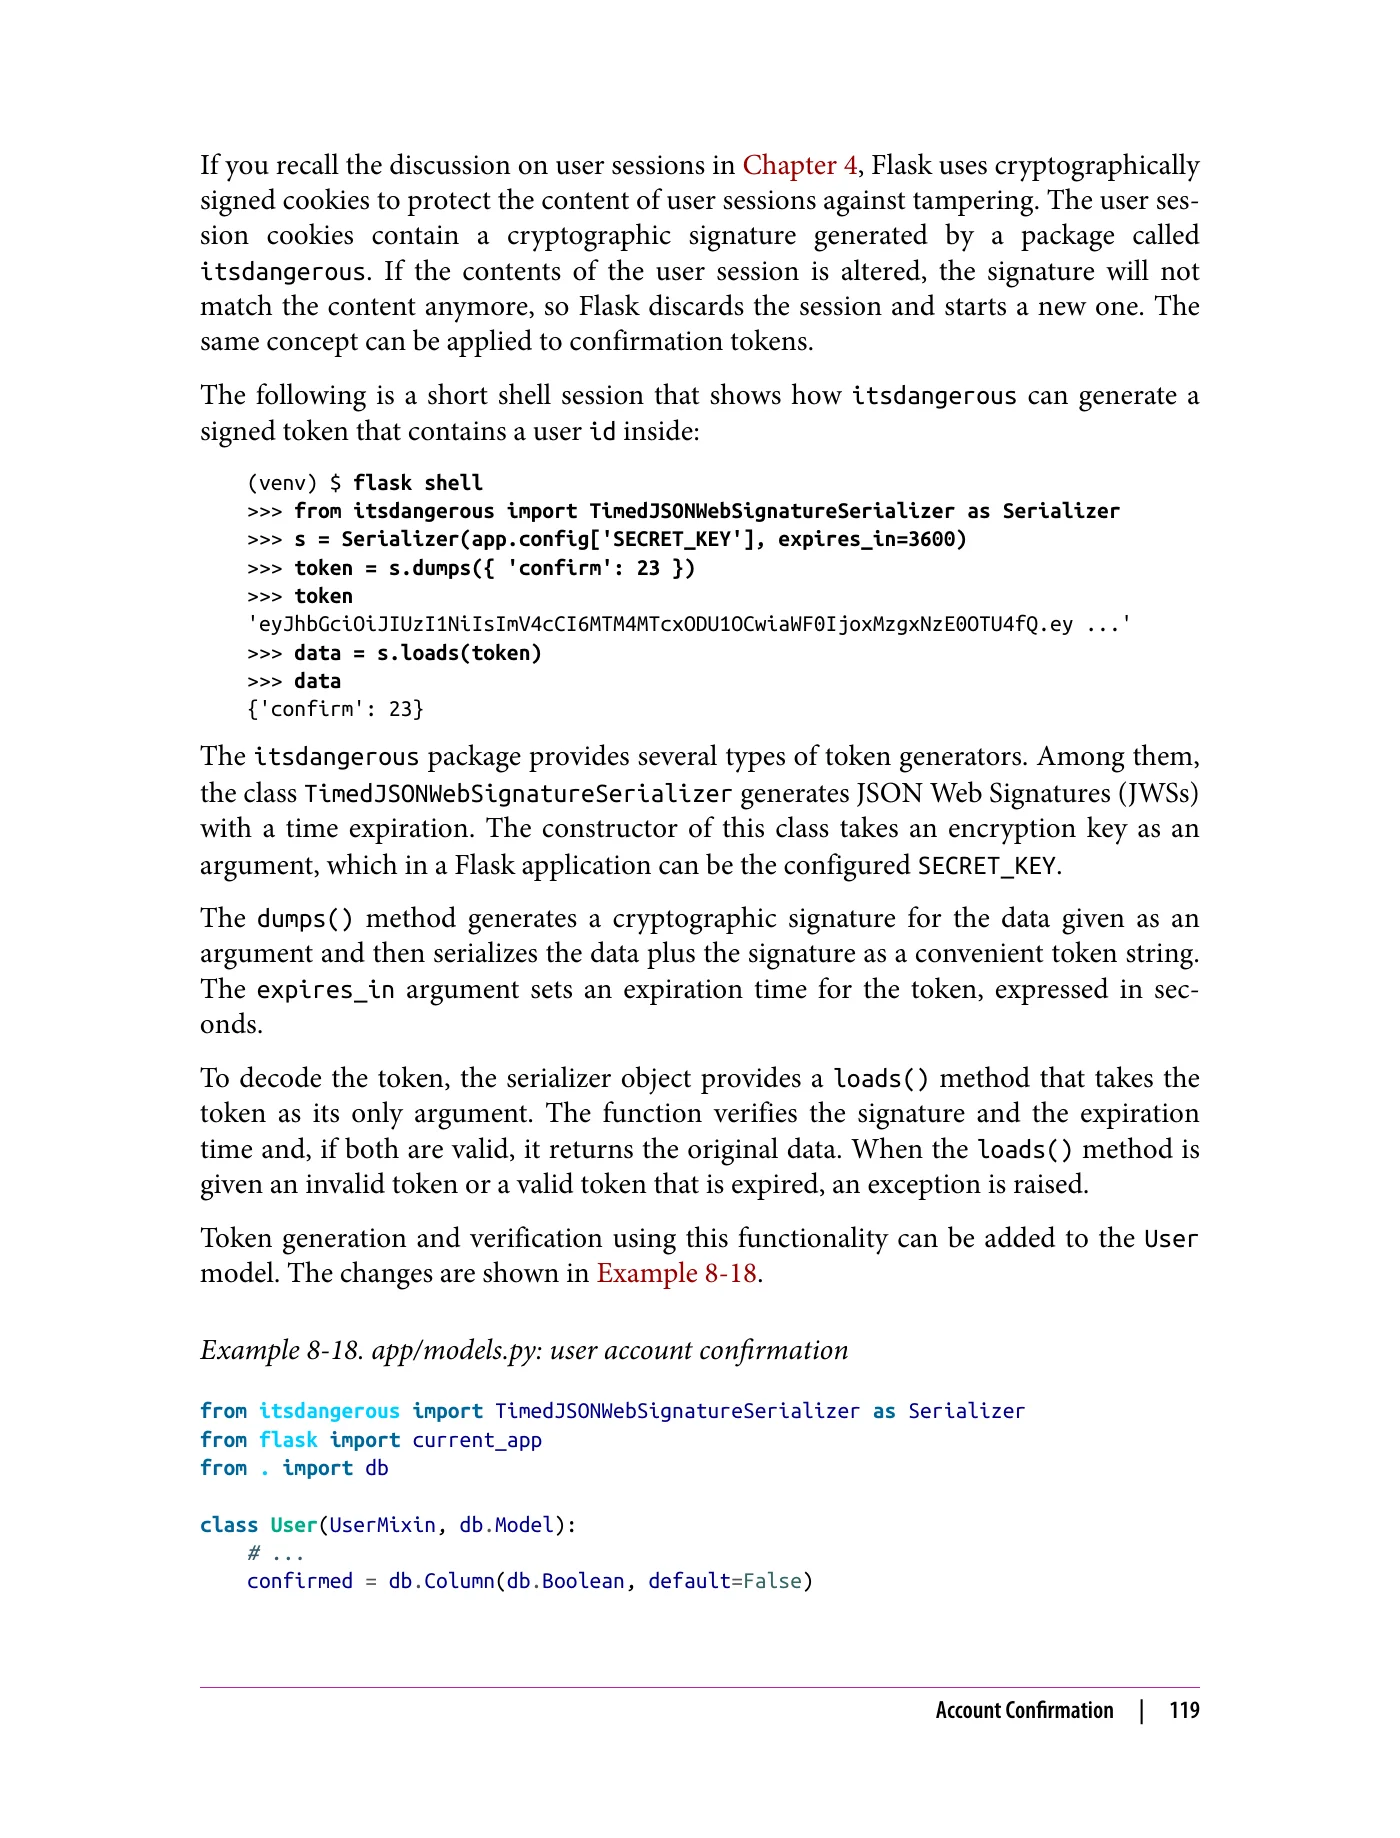 If you recall the discussion on user sessions in Chapter 4, Flask uses cryptographically
signed cookies to protect the content of user sessions against tampering. The user ses-
sion cookies contain a cryptographic signature generated by a package called
itsdangerous. If the contents of the user session is altered, the signature will not
match the content anymore, so Flask discards the session and starts a new one. The
same concept can be applied to confirmation tokens.
The following is a short shell session that shows how itsdangerous can generate a
signed token that contains a user id inside:
(venv) $ flask shell
>>> from itsdangerous import TimedJSONWebSignatureSerializer as Serializer
>>> s = Serializer(app.config['SECRET_KEY'], expires_in=3600)
>>> token = s.dumps({ 'confirm': 23 })
>>> token
'eyJhbGciOiJIUzI1NiIsImV4cCI6MTM4MTcxODU1OCwiaWF0IjoxMzgxNzE0OTU4fQ.ey ...'
>>> data = s.loads(token)
>>> data
{'confirm': 23}
The itsdangerous package provides several types of token generators. Among them,
the class TimedJSONWebSignatureSerializer generates JSON Web Signatures (JWSs)
with a time expiration. The constructor of this class takes an encryption key as an
argument, which in a Flask application can be the configured SECRET_KEY.
The dumps() method generates a cryptographic signature for the data given as an
argument and then serializes the data plus the signature as a convenient token string.
The expires_in argument sets an expiration time for the token, expressed in sec-
onds.
To decode the token, the serializer object provides a loads() method that takes the
token as its only argument. The function verifies the signature and the expiration
time and, if both are valid, it returns the original data. When the loads() method is
given an invalid token or a valid token that is expired, an exception is raised.
Token generation and verification using this functionality can be added to the User
model. The changes are shown in Example 8-18.
Example 8-18. app/models.py: user account confirmation
from itsdangerous import TimedJSONWebSignatureSerializer as Serializer
from flask import current_app
from . import db
class User(UserMixin, db.Model):
    # ...
    confirmed = db.Column(db.Boolean, default=False)
Account Confirmation | 119